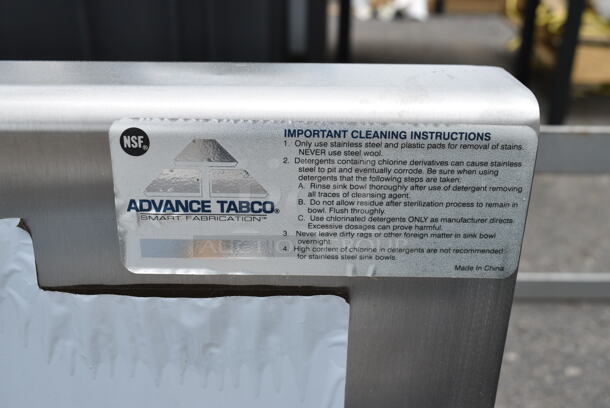 NSF®
ADVANCE TABCO®
SMART FABRICATION™
IMPORTANT CLEANING INSTRUCTIONS
1. Only use stainless steel and plastic pads for removal of stains.
NEVER use steel wool.
2. Detergents containing chlorine derivatives can cause stainless
steel to pit and eventually corrode. Be sure when using
detergents that the following steps are taken:
A. Rinse sink bowl thoroughly after use of detergent removing
all traces of cleansing agent.
B. Do not allow residue after sterilization process to remain in
bowl. Flush throughly.
C. Use chlorinated detergents ONLY as manufacturer directs.
Excessive dosages can prove harmful.
3. Never leave dirty rags or other foreign matter in sink bowl
overnight.
4. High content of chlorine in detergents are not recommended
for stainless steel sink bowls.
Made In China